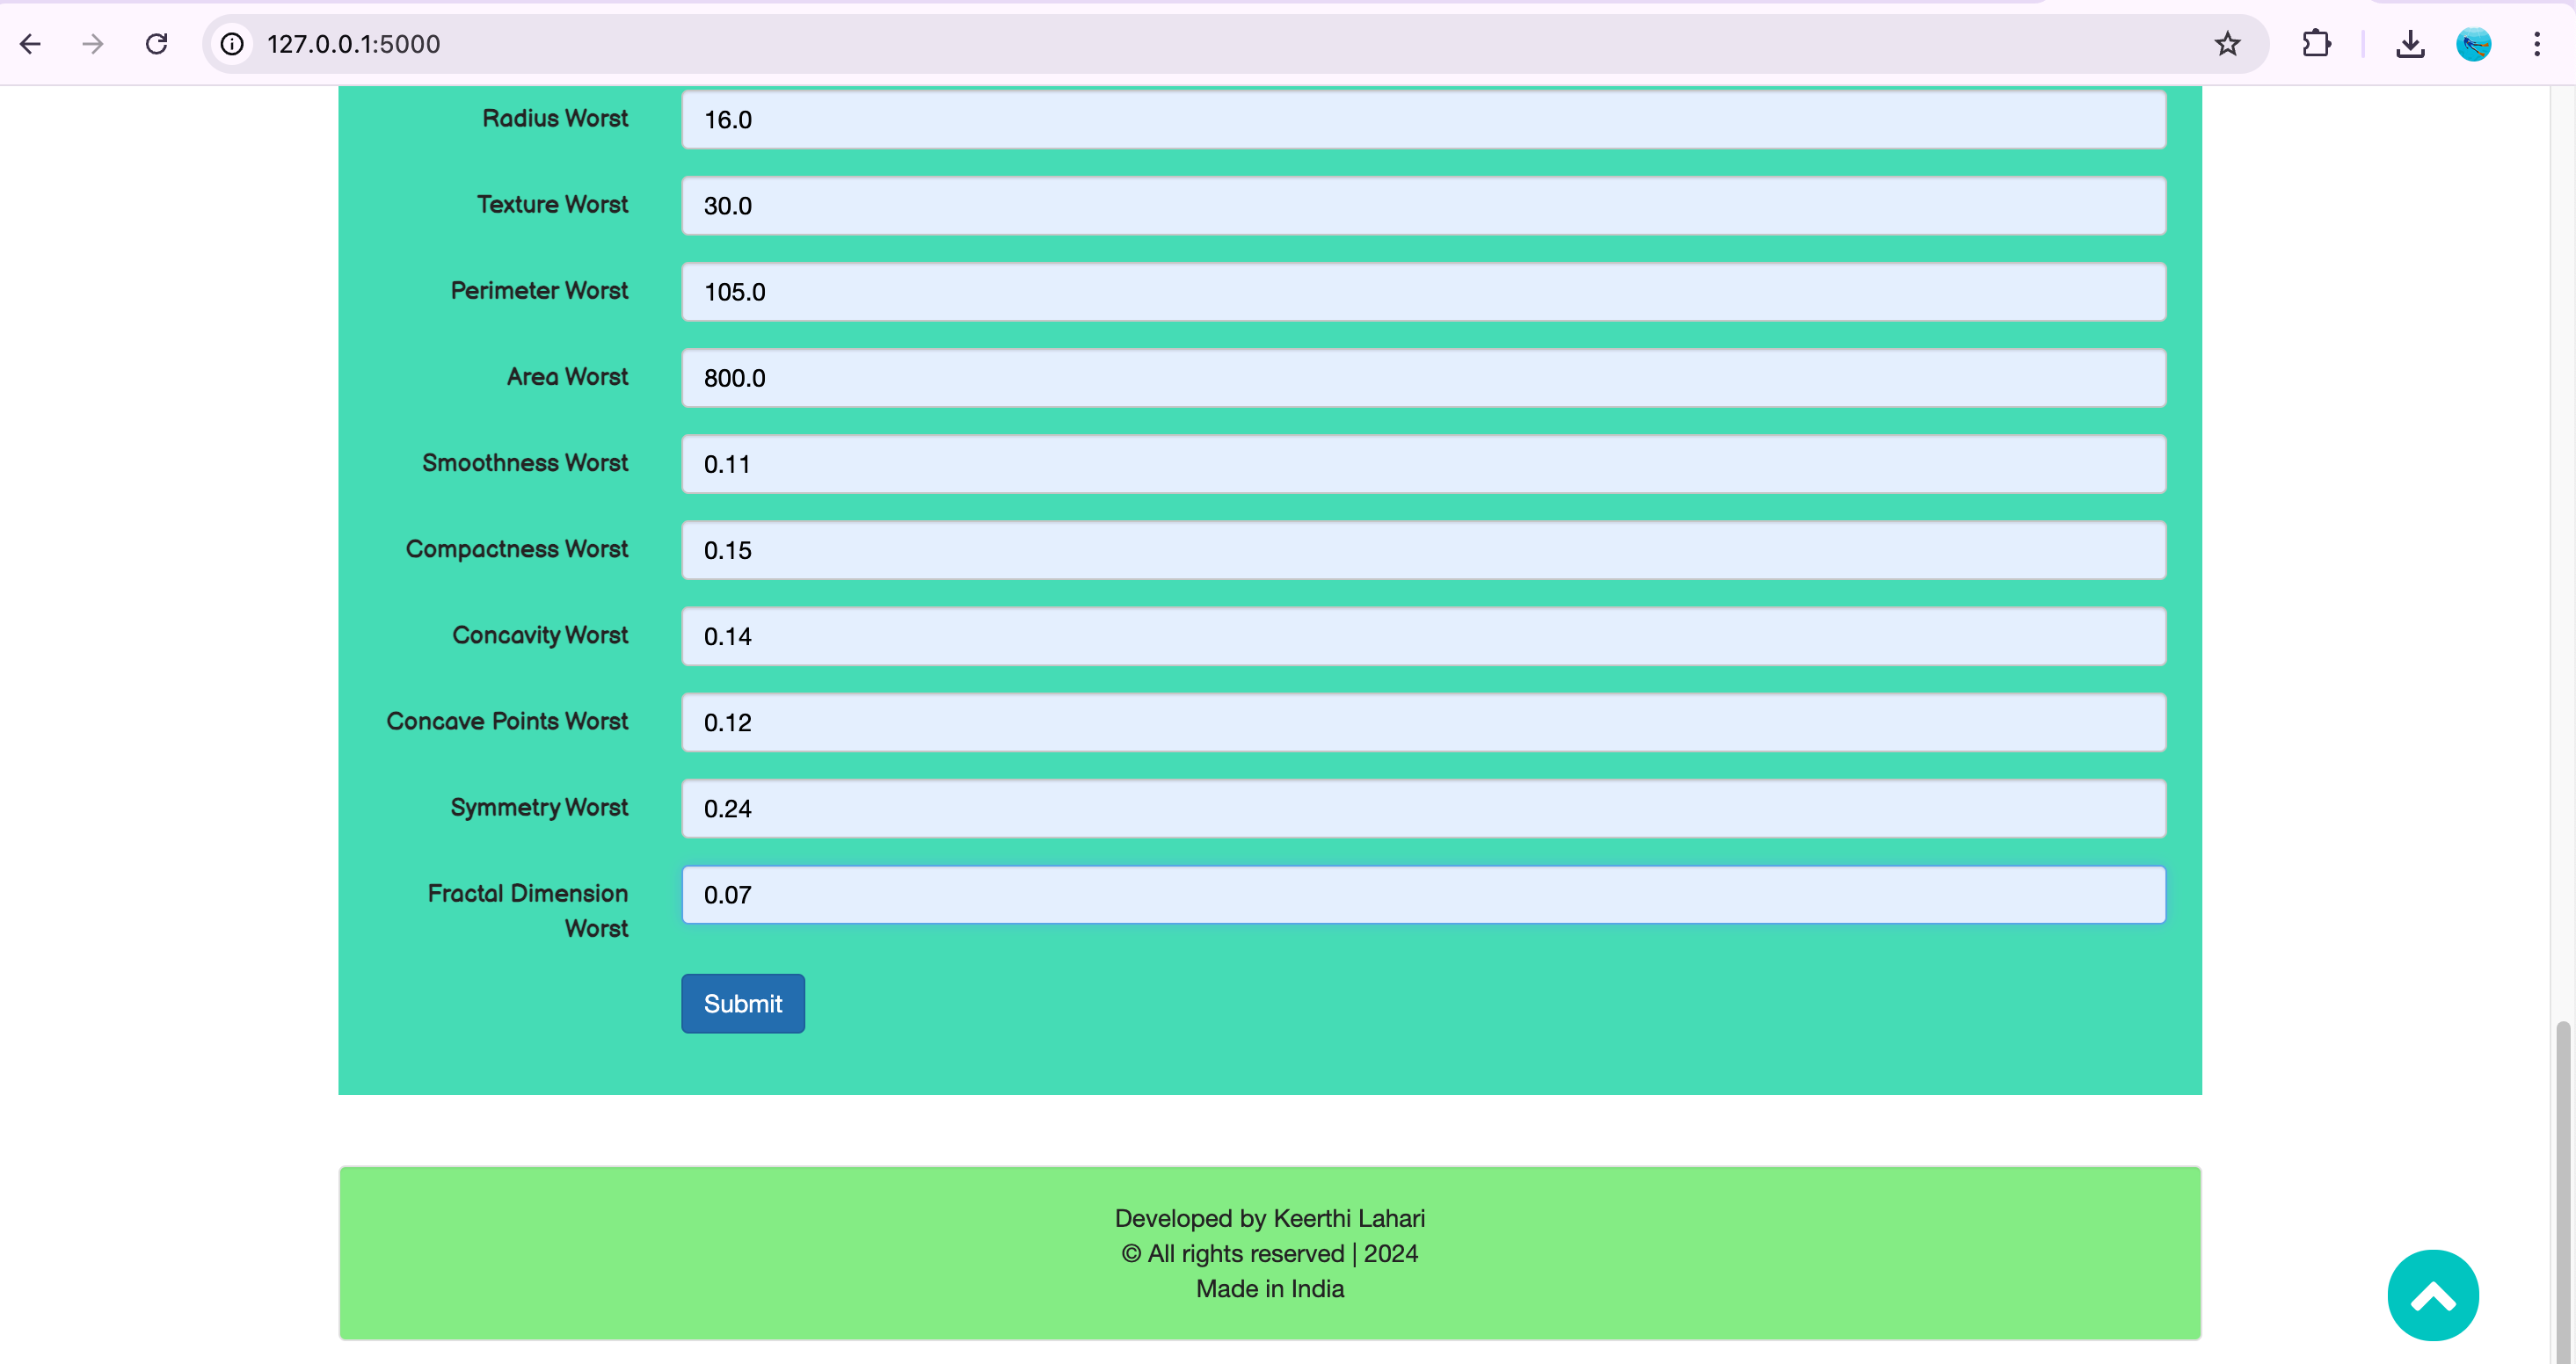 127.0.0.1:5000
Radius Worst 16.0
Texture Worst 30.0
Perimeter Worst 105.0
Area Worst 800.0
Smoothness Worst 0.11
Compactness Worst 0.15
Concavity Worst 0.14
Concave Points Worst 0.12
Symmetry Worst 0.24
Fractal Dimension 0.07
Worst
Submit
Developed by Keerthi Lahari
© All rights reserved | 2024
Made in India